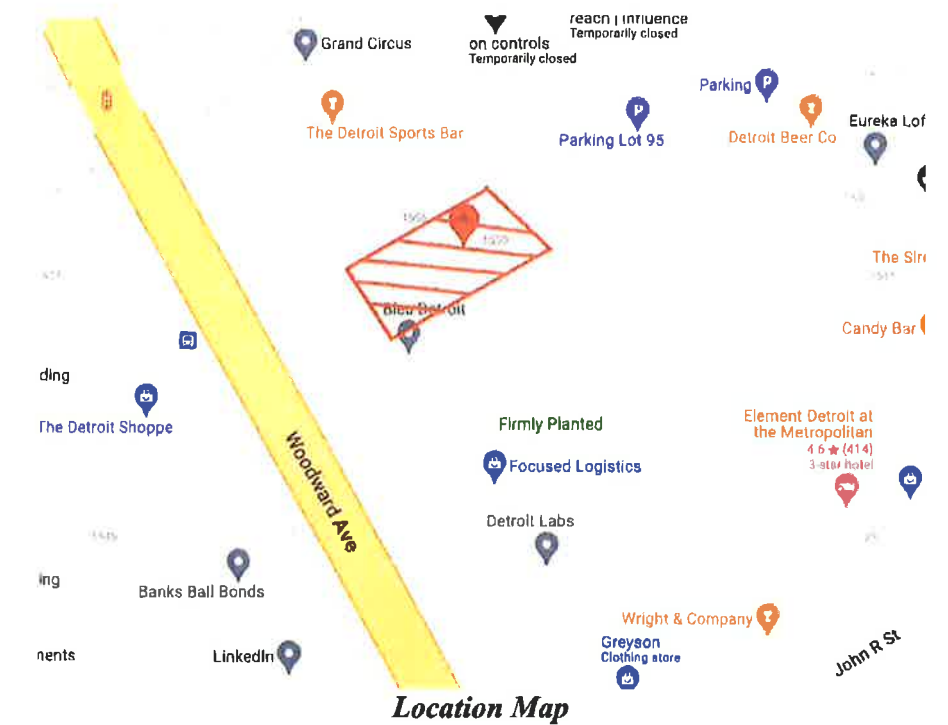 reach | influence
Temporarily closed
Grand Circus
on controls
Temporarily closed
Parking
P
P
The Detroit Sports Bar
Parking Lot 95
Detroit Beer Co
Eureka Lof
The Sire
Bleu Detroit
Candy Bar
ding
The Detroit Shoppe
Firmly Planted
Element Detroit at
the Metropolitan
4.6 ★ (414)
3-star hotel
Focused Logistics
Woodward Ave
Detroit Labs
ing
Banks Bail Bonds
Wright & Company
Greyson
Clothing store
nents
LinkedIn
John R St
Location Map